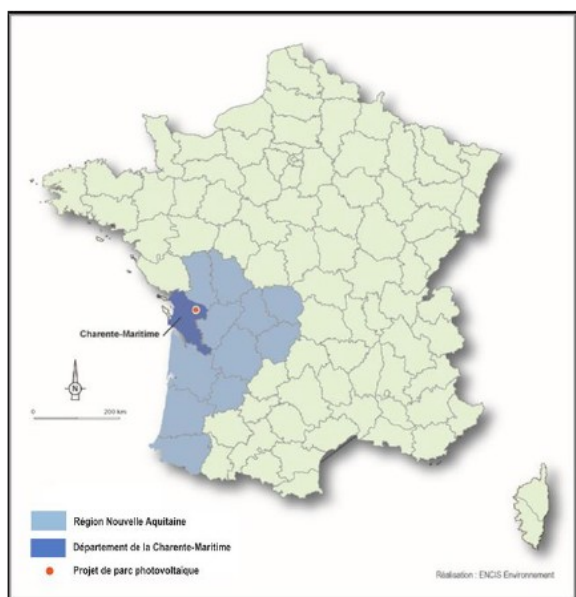 Charente-Maritime
N
0 200 km
Région Nouvelle Aquitaine
Département de la Charente-Maritime
Projet de parc photovoltaïque
Réalisation : ENCIS Environnement